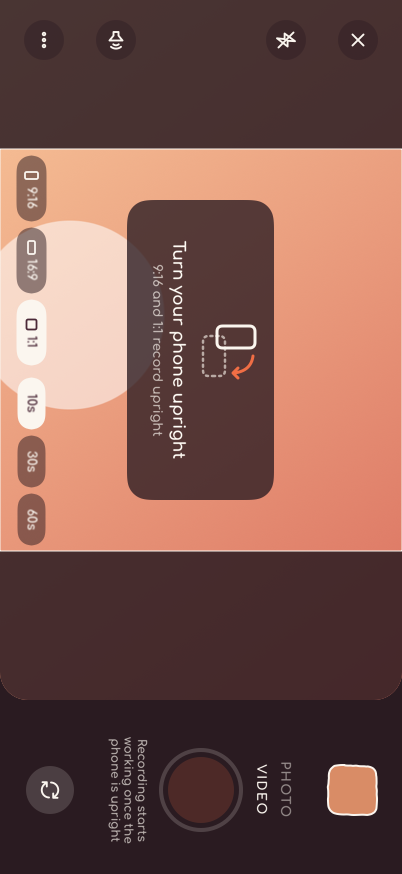 9:16
16:9
1:1
10s
30s
60s
Turn your phone upright
9:16 and 1:1 record upright
PHOTO
VIDEO
Recording starts
working once the
phone is upright